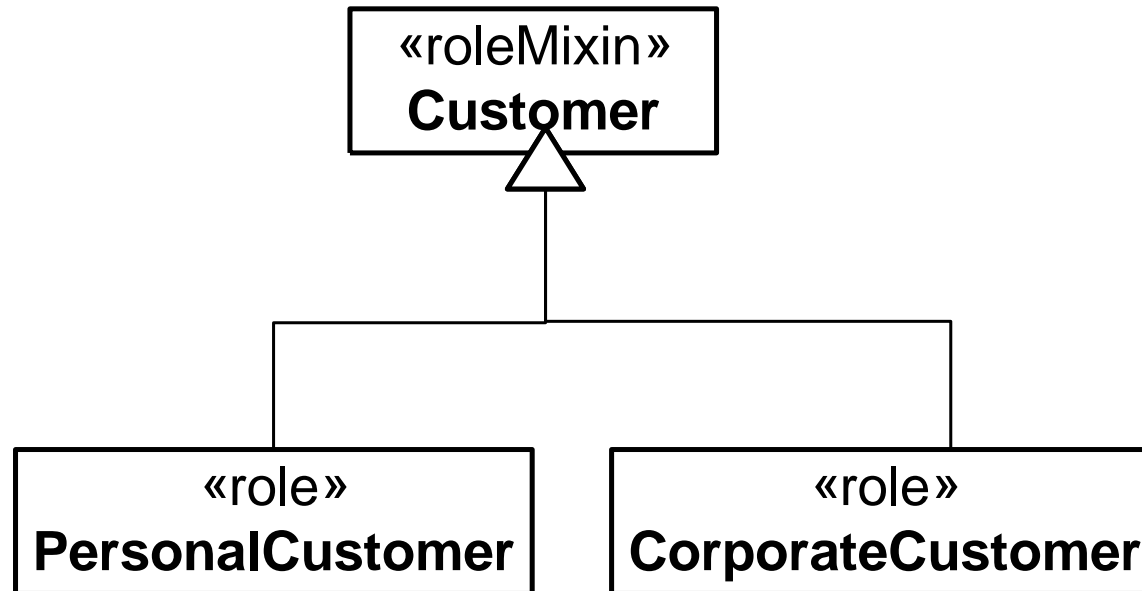 «roleMixin»
Customer
«role»
PersonalCustomer
«role»
CorporateCustomer